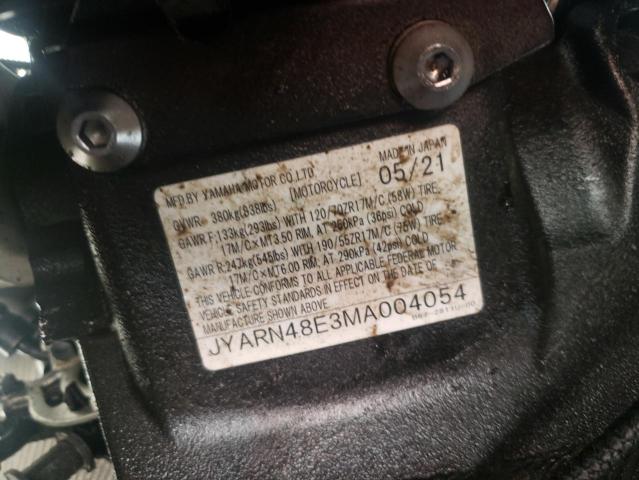 MFD BY YAMAHA MOTOR CO.,LTD. MADE IN JAPAN
GVWR 380kg(838lbs) [MOTORCYCLE] 05/21
GAWR F,133kg(293lbs) WITH 120/70ZR17M/C (58W) TIRE,
17M/C×MT3.50 RIM, AT 250kPa (36psi) COLD
GAWR R,247kg(545lbs) WITH 190/55ZR17M/C (75W) TIRE
17M/C×MT6.00 RIM, AT 290kPa (42psi) COLD
THIS VEHICLE CONFORMS TO ALL APPLICABLE FEDERAL MOTOR
VEHICLE SAFETY STANDARDS IN EFFECT ON THE DATE OF
MANUFACTURE SHOWN ABOVE.
JYARN48E3MA004054